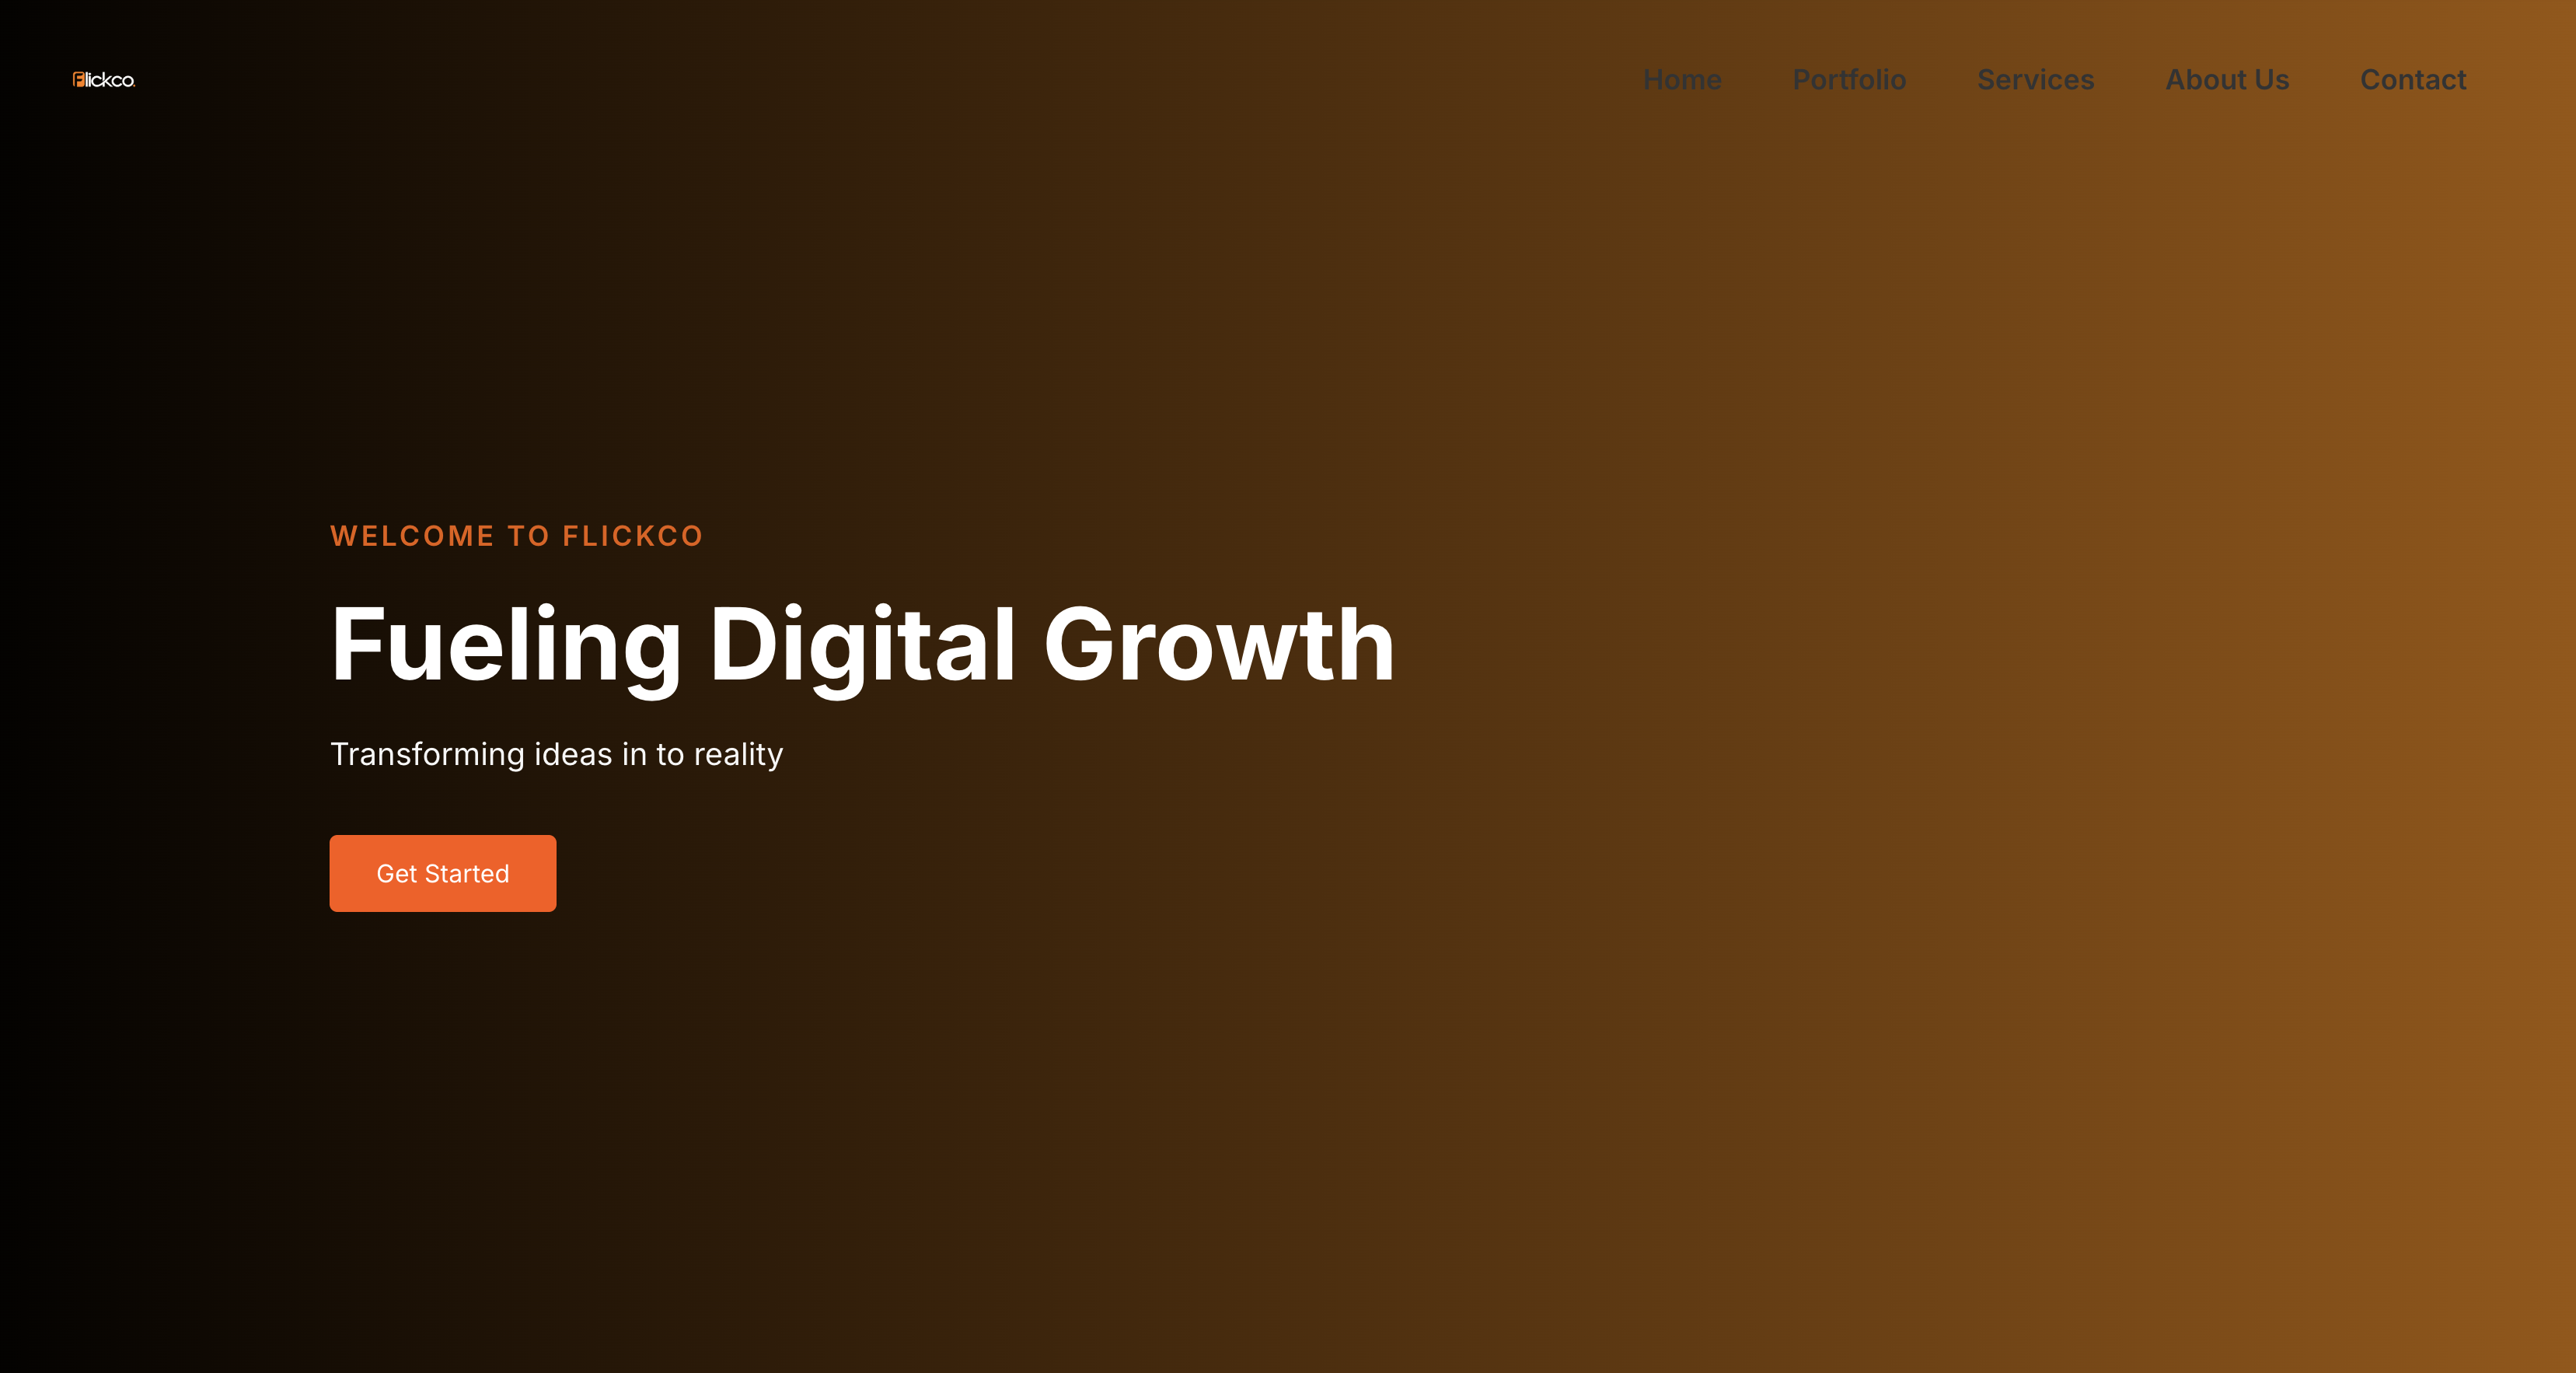 Flickco.
Home Portfolio Services About Us Contact
WELCOME TO FLICKCO
Fueling Digital Growth
Transforming ideas in to reality
Get Started